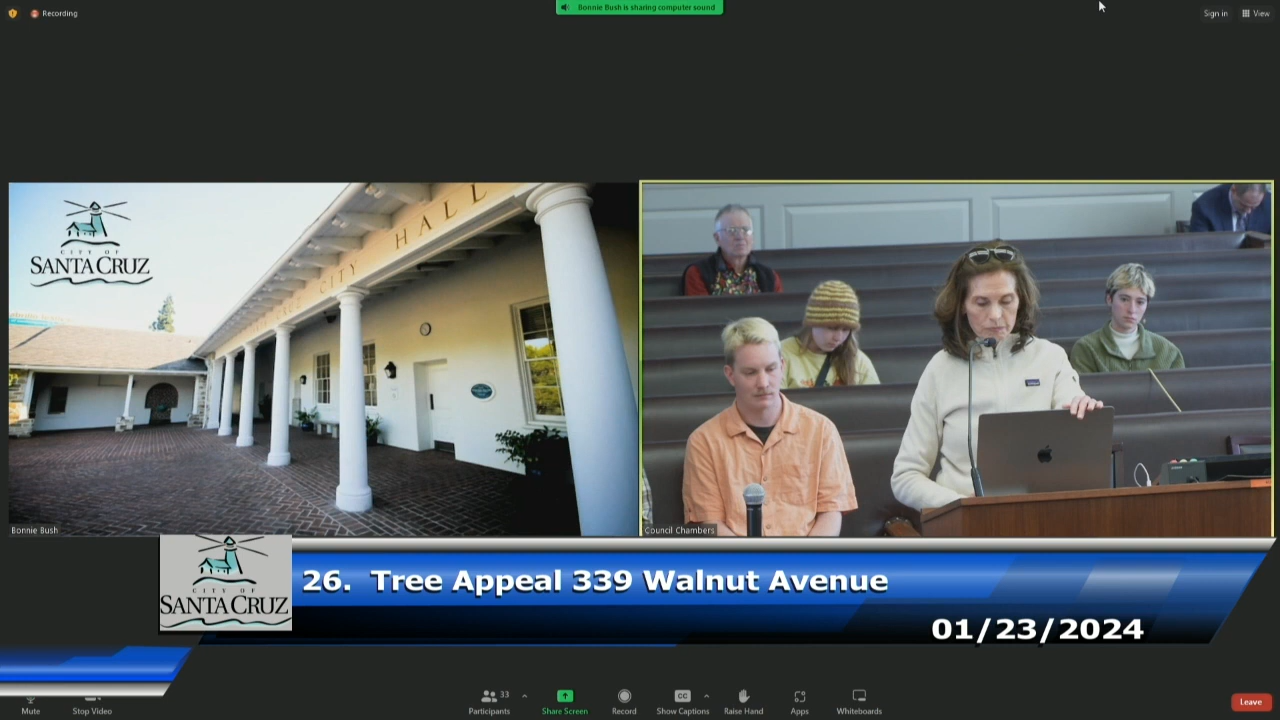 Bonnie Bush is sharing computer sound
Recording
Sign in
View
CITY OF
SANTA CRUZ
CITY HALL
Bonnie Bush
Council Chambers
CITY OF
SANTA CRUZ
26. Tree Appeal 339 Walnut Avenue
01/23/2024
Mute
Stop Video
Participants
33
Share Screen
CC
Show Captions
Record
Raise Hand
Apps
Whiteboards
Leave